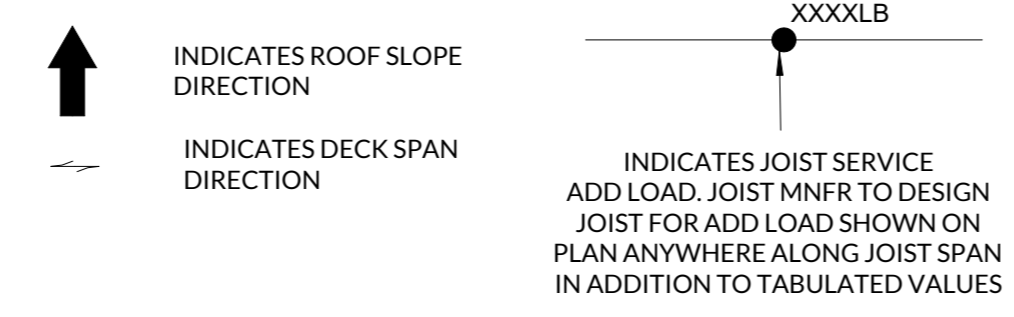 INDICATES ROOF SLOPE
DIRECTION
INDICATES DECK SPAN
DIRECTION
XXXXLB
INDICATES JOIST SERVICE
ADD LOAD. JOIST MNFR TO DESIGN
JOIST FOR ADD LOAD SHOWN ON
PLAN ANYWHERE ALONG JOIST SPAN
IN ADDITION TO TABULATED VALUES